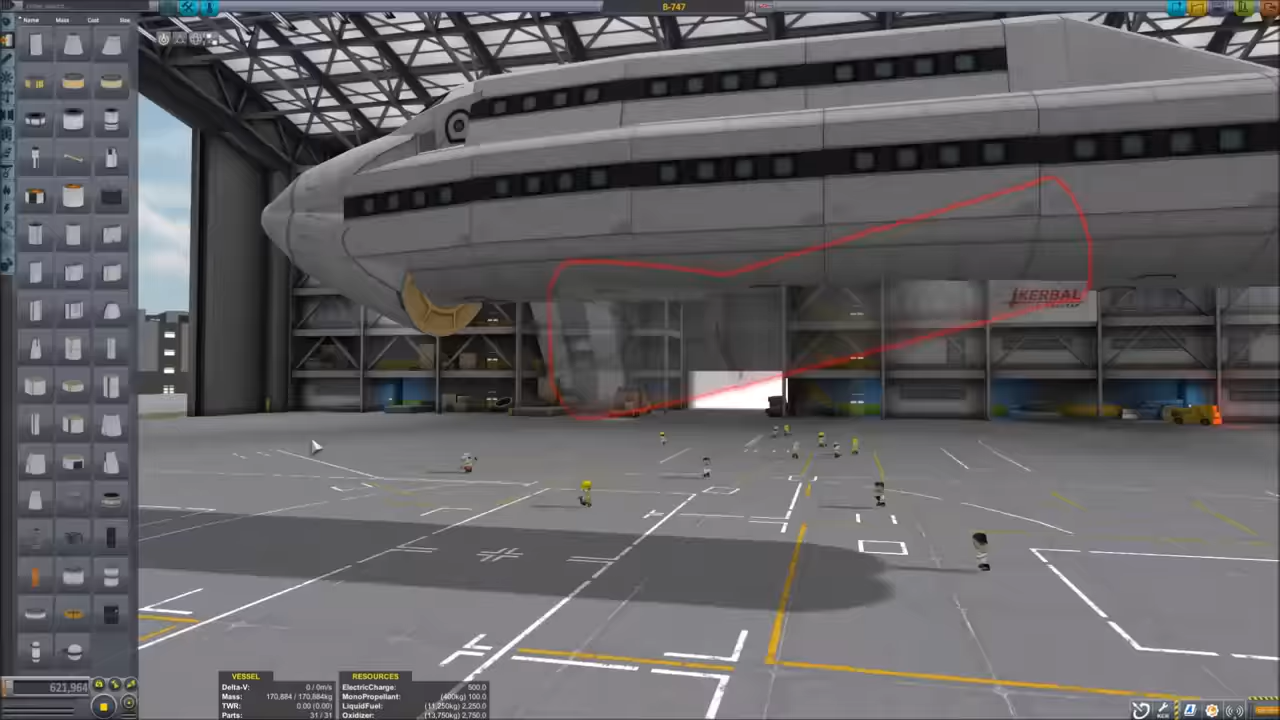 B-747
Name Mass Cost Size
KERBAL
621,964
VESSEL
Delta-V: 0 / 0m/s
Mass: 170,884 / 170,884kg
TWR: 0.00 (0.00)
Parts: 31 / 31
RESOURCES
ElectricCharge: 500.0
MonoPropellant: (400kg) 100.0
LiquidFuel: (11,250kg) 2,250.0
Oxidizer: (13,750kg) 2,750.0